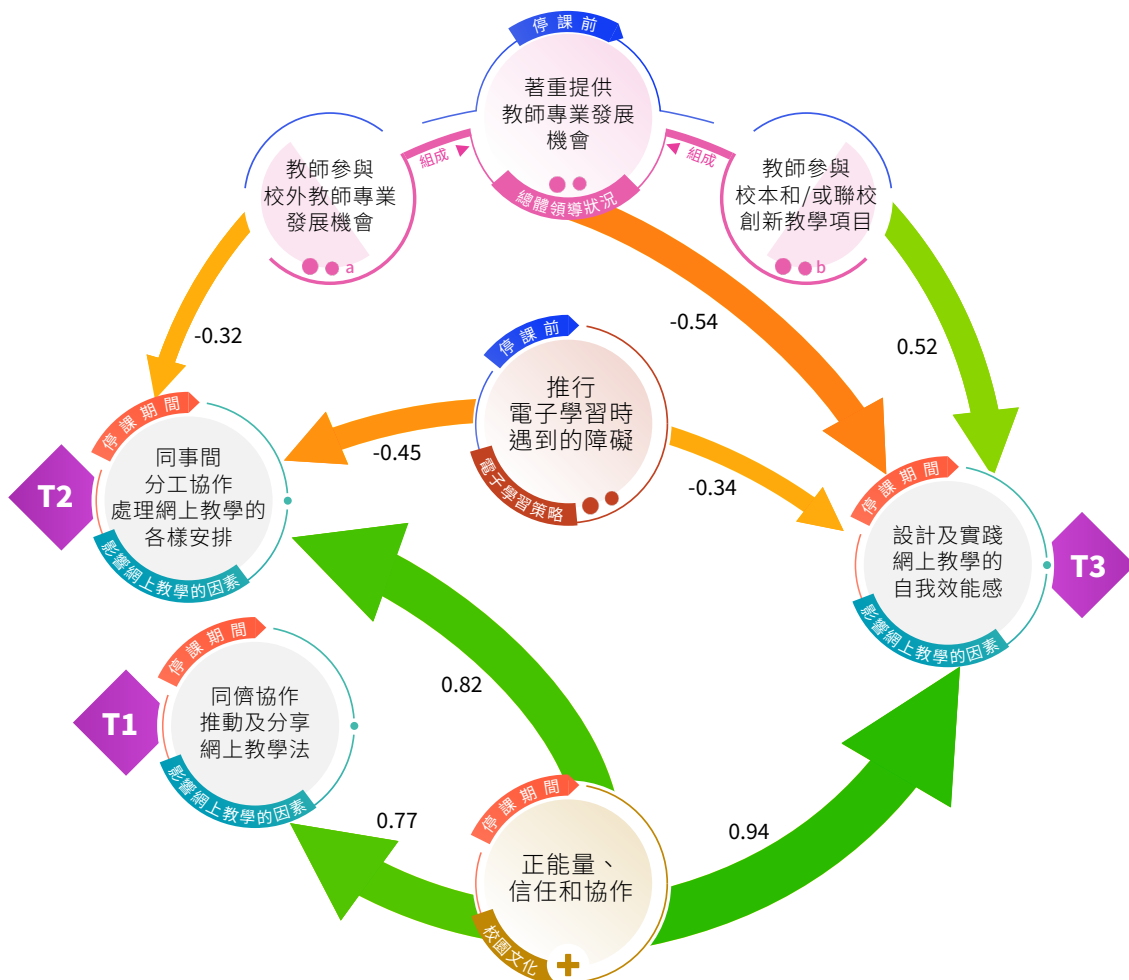 停課前
著重提供
教師專業發展
機會
總體領導狀況
組成
組成
教師參與
校外教師專業
發展機會
a
教師參與
校本和/或聯校
創新教學項目
b
-0.32
-0.54
0.52
停課前
推行
電子學習時
遇到的障礙
電子學習策略
-0.45
-0.34
T2
停課期間
同事間
分工協作
處理網上教學的
各樣安排
影響網上教學的因素
停課期間
設計及實踐
網上教學的
自我效能感
影響網上教學的因素
T3
T1
停課期間
同儕協作
推動及分享
網上教學法
影響網上教學的因素
0.82
0.77
0.94
停課期間
正能量、
信任和協作
校園文化